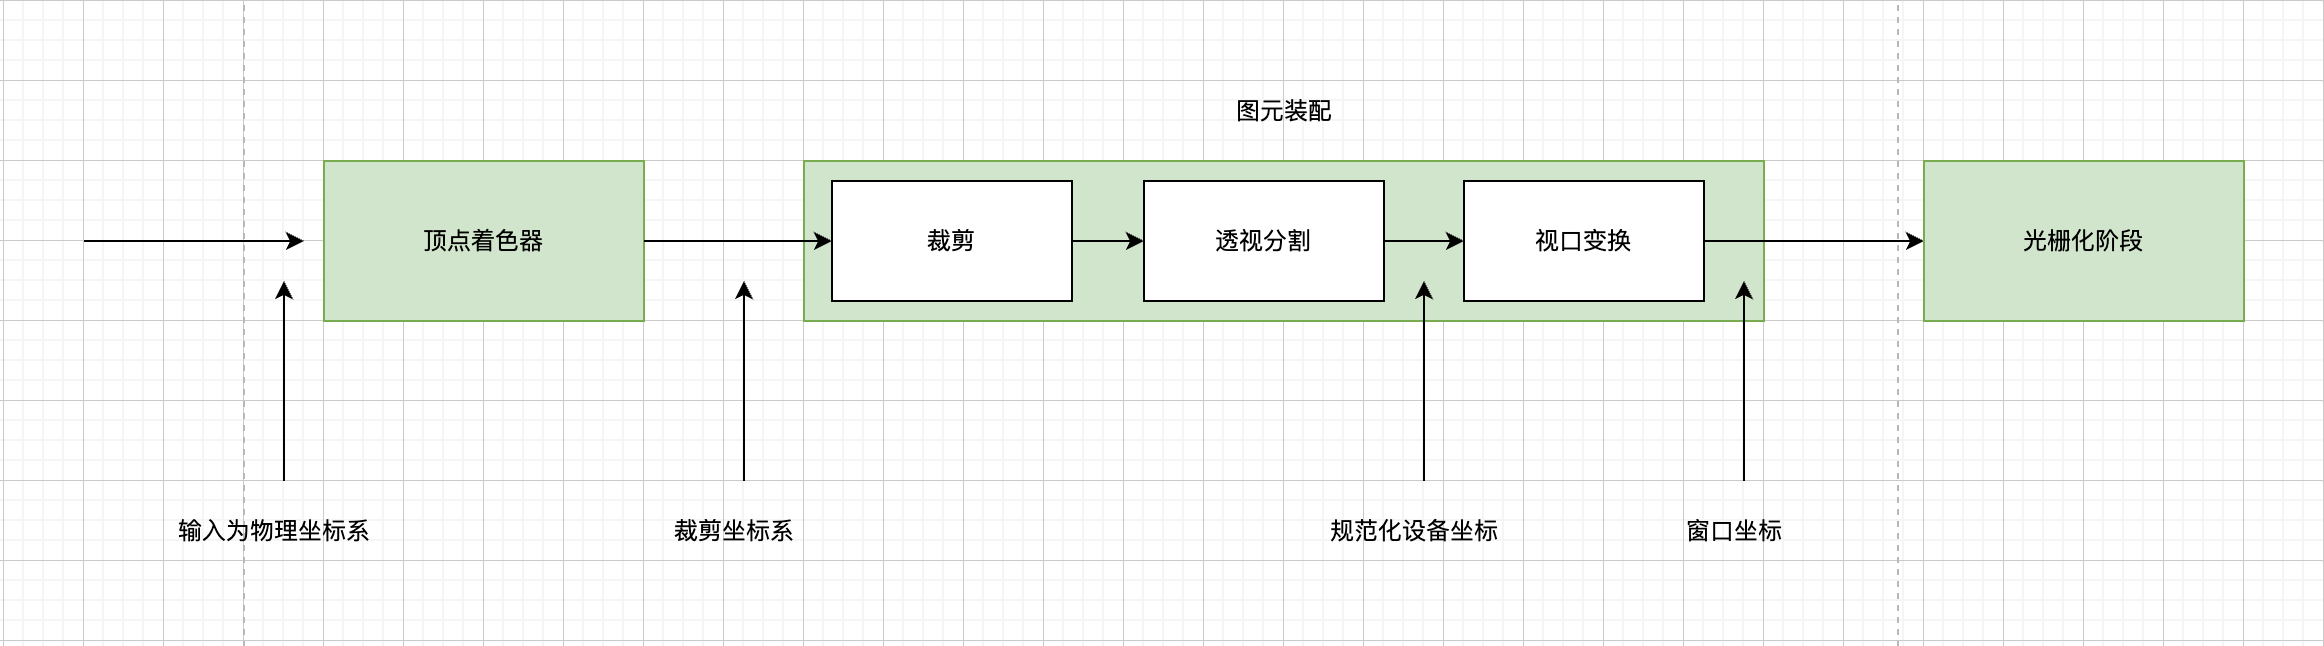 图元装配
顶点着色器
裁剪
透视分割
视口变换
光栅化阶段
输入为物理坐标系
裁剪坐标系
规范化设备坐标
窗口坐标